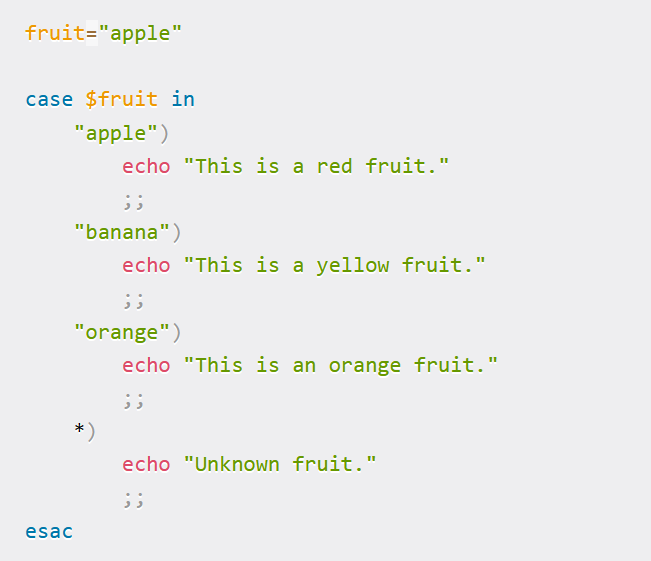 fruit="apple"

case $fruit in
    "apple")
        echo "This is a red fruit."
        ;;
    "banana")
        echo "This is a yellow fruit."
        ;;
    "orange")
        echo "This is an orange fruit."
        ;;
    *)
        echo "Unknown fruit."
        ;;
esac